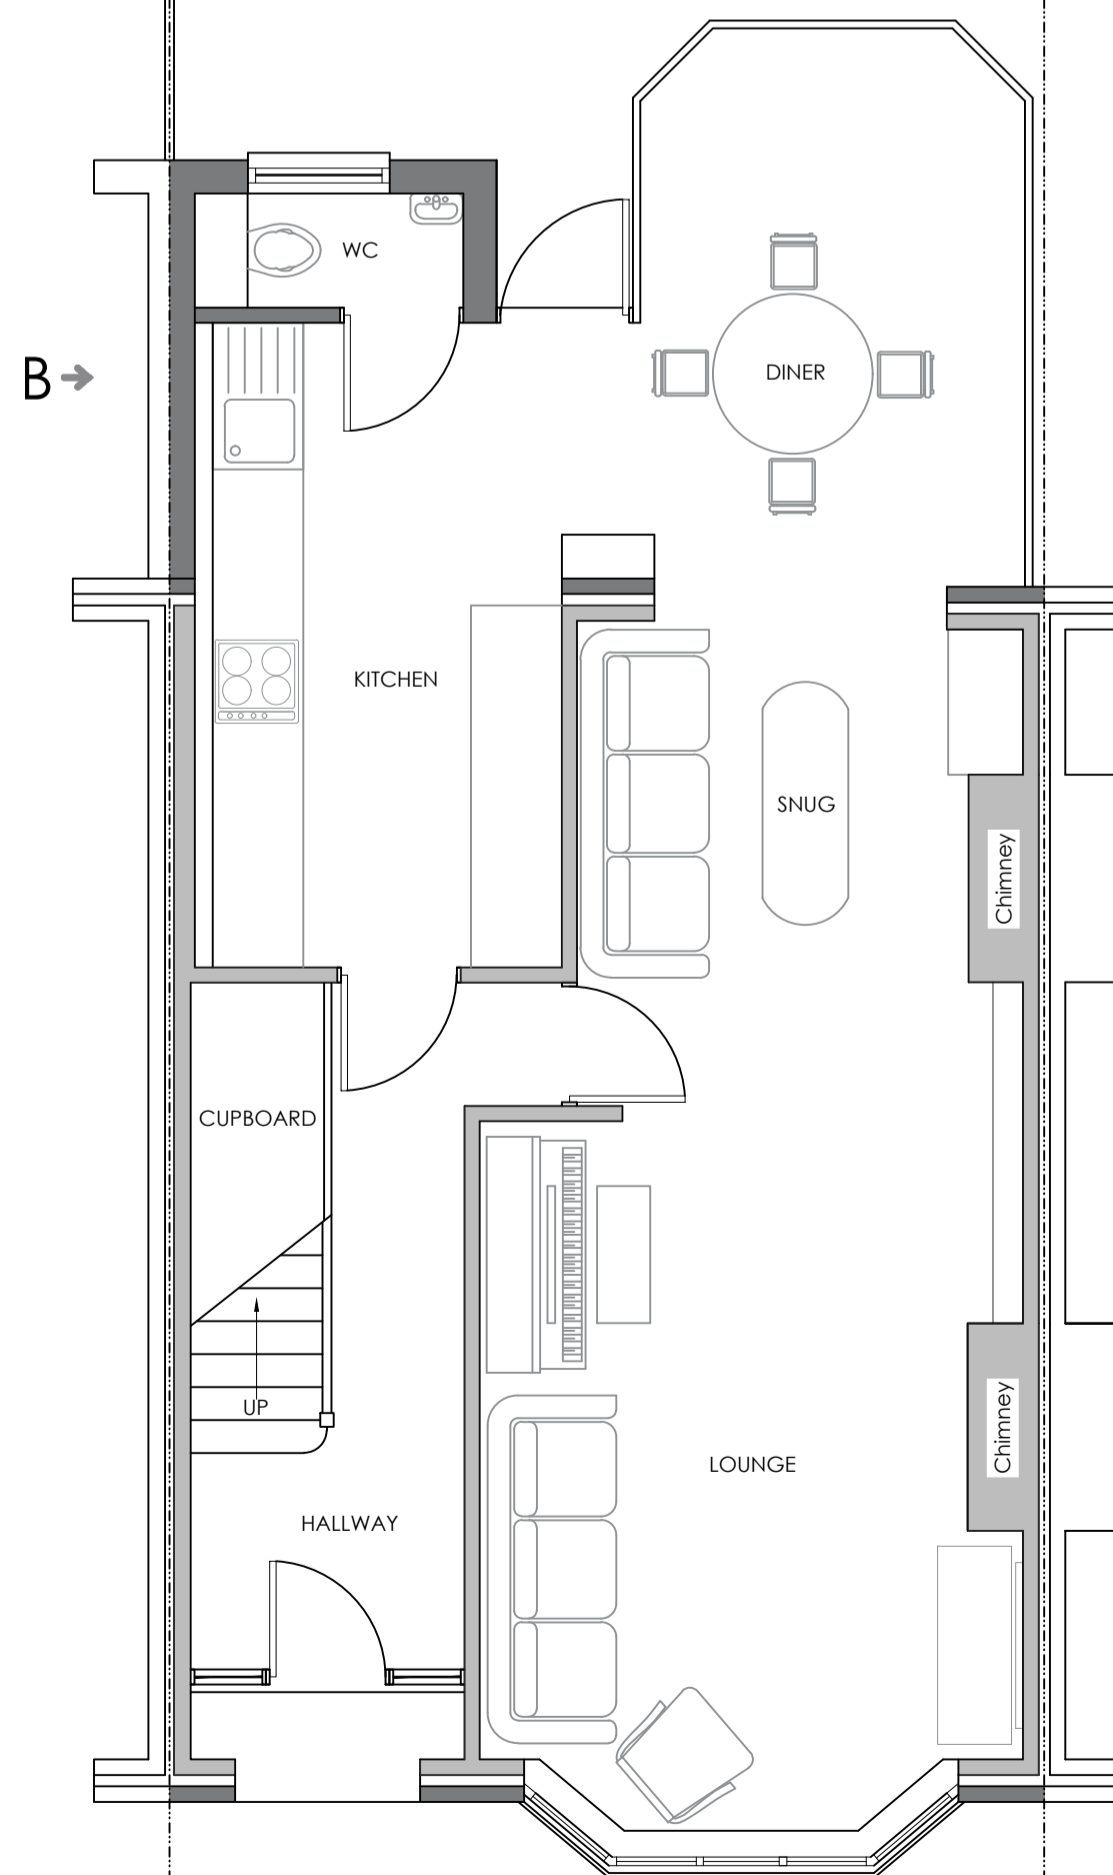 WC
B
DINER
KITCHEN
SNUG
Chimney
CUPBOARD
UP
Chimney
LOUNGE
HALLWAY